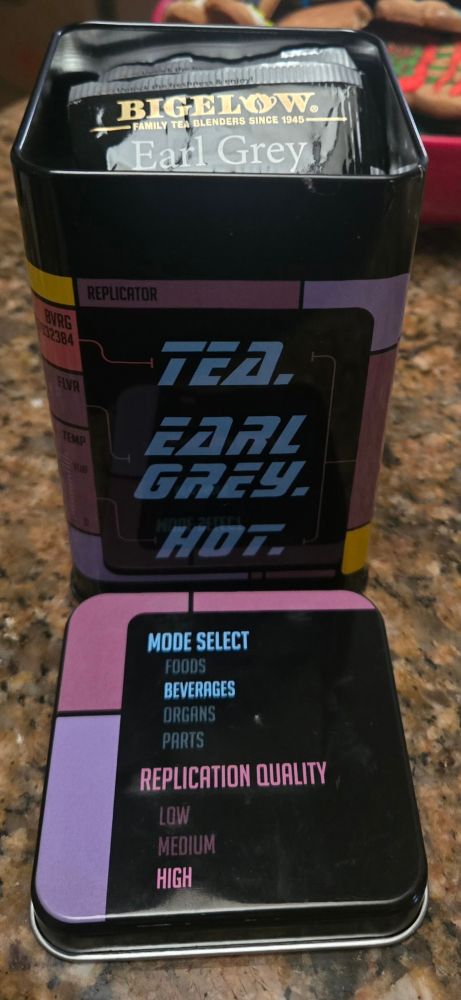 BIGELOW®
FAMILY TEA BLENDERS SINCE 1945
Earl Grey
REPLICATOR
BVRG
932384
FLVR
TEMP
TEA.
EARL
GREY.
HOT.
MODE SELECT
FOODS
BEVERAGES
ORGANS
PARTS
REPLICATION QUALITY
LOW
MEDIUM
HIGH